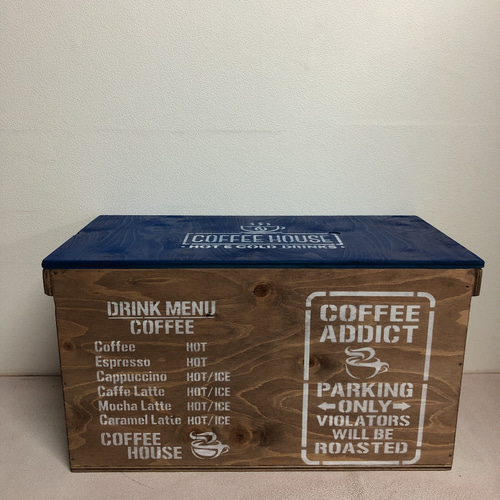 COFFEE HOUSE
HOT & COLD DRINKS
DRINK MENU
COFFEE
Coffee HOT
Espresso HOT
Cappuccino HOT/ICE
Caffe Latte HOT/ICE
Mocha Latte HOT/ICE
Caramel Latte HOT/ICE
COFFEE
HOUSE
COFFEE
ADDICT
PARKING
←ONLY→
VIOLATORS
WILL BE
ROASTED